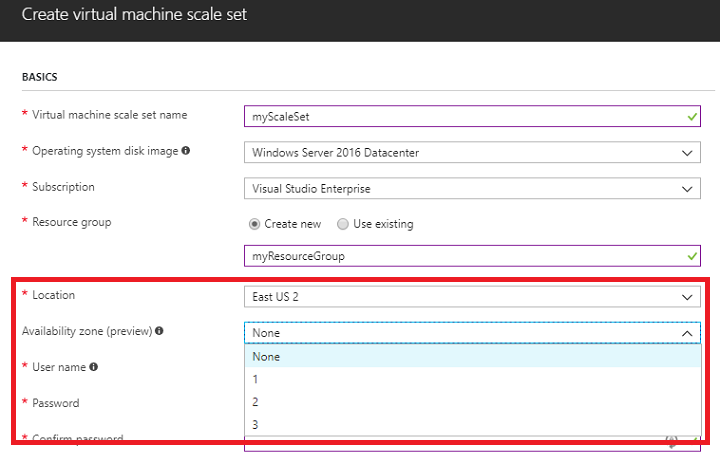 Create virtual machine scale set
BASICS
* Virtual machine scale set name myScaleSet
* Operating system disk image Windows Server 2016 Datacenter
* Subscription Visual Studio Enterprise
* Resource group Create new Use existing
myResourceGroup
* Location East US 2
Availability zone (preview) None
None
* User name
1
2
* Password
3
* Confirm password